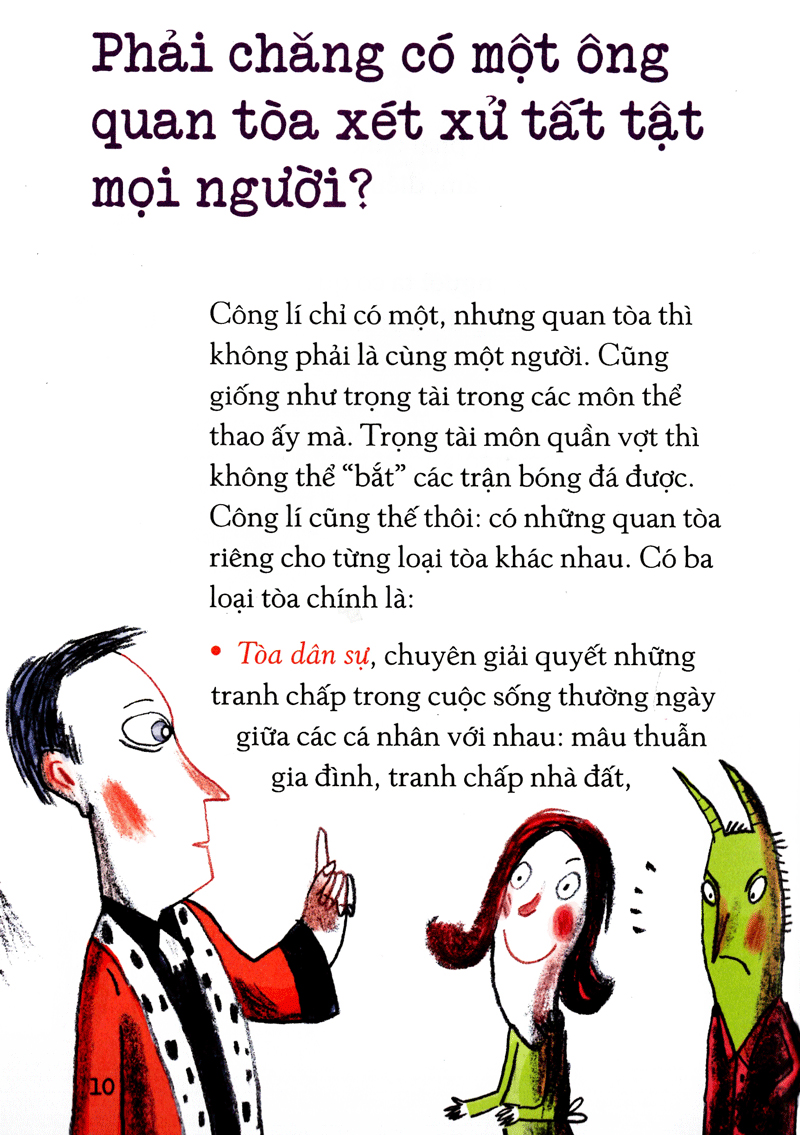 Phải chăng có một ông
quan tòa xét xử tất tật
mọi người?
Công lí chỉ có một, nhưng quan tòa thì
không phải là cùng một người. Cũng
giống như trọng tài trong các môn thể
thao ấy mà. Trọng tài môn quần vợt thì
không thể “bắt” các trận bóng đá được.
Công lí cũng thế thôi: có những quan tòa
riêng cho từng loại tòa khác nhau. Có ba
loại tòa chính là:
• Tòa dân sự, chuyên giải quyết những
tranh chấp trong cuộc sống thường ngày
giữa các cá nhân với nhau: mâu thuẫn
gia đình, tranh chấp nhà đất,
10